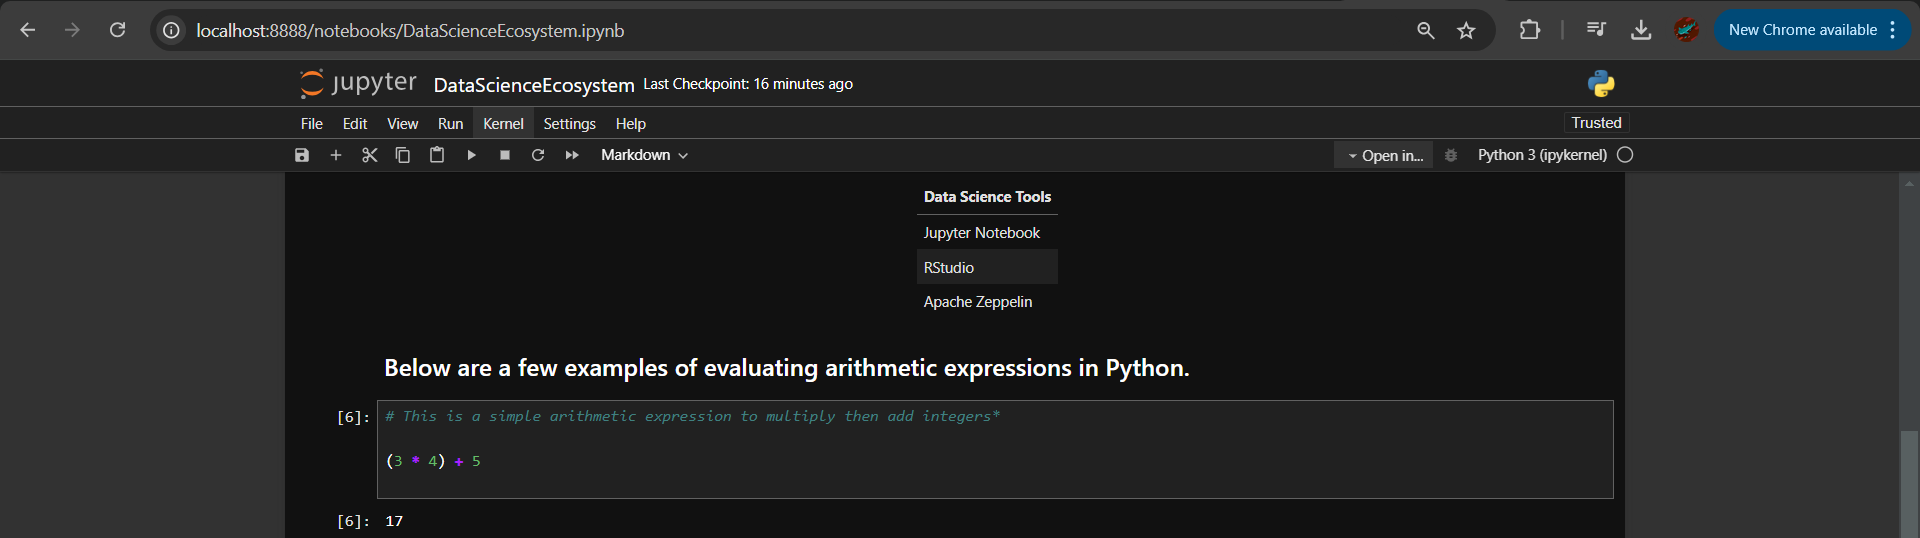 localhost:8888/notebooks/DataScienceEcosystem.ipynb
New Chrome available
jupyter DataScienceEcosystem Last Checkpoint: 16 minutes ago
File Edit View Run Kernel Settings Help
Trusted
Markdown
Open in...
Python 3 (ipykernel)
Data Science Tools
Jupyter Notebook
RStudio
Apache Zeppelin
Below are a few examples of evaluating arithmetic expressions in Python.
[6]: # This is a simple arithmetic expression to multiply then add integers*
(3 * 4) + 5
[6]: 17